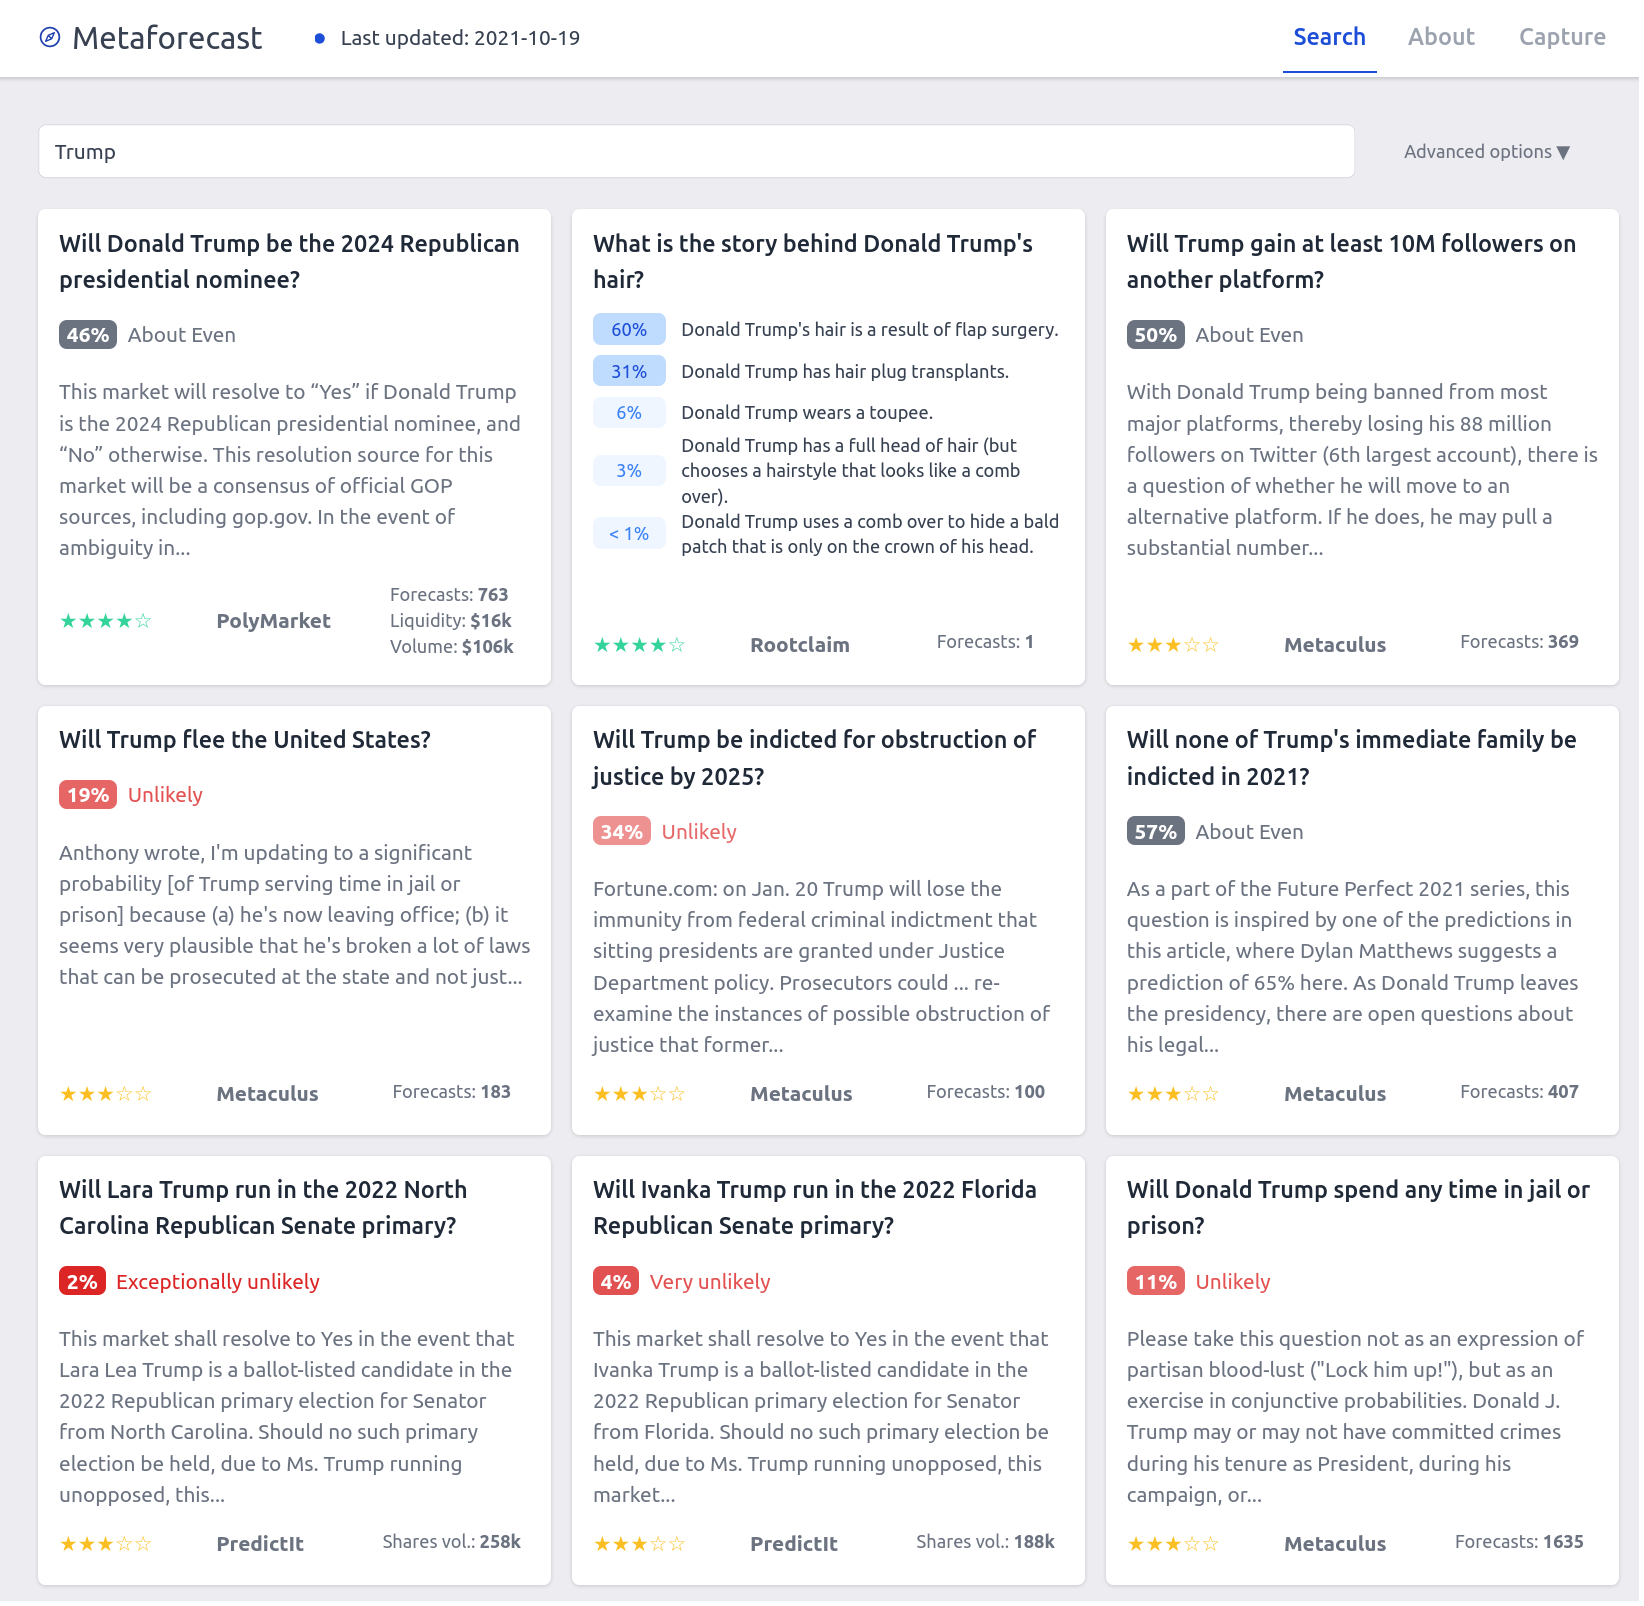 Metaforecast
Last updated: 2021-10-19
Search
About
Capture
Trump
Advanced options ▼
Will Donald Trump be the 2024 Republican
presidential nominee?
46% About Even
This market will resolve to “Yes” if Donald Trump
is the 2024 Republican presidential nominee, and
“No” otherwise. This resolution source for this
market will be a consensus of official GOP
sources, including gop.gov. In the event of
ambiguity in...
★★★★☆
PolyMarket
Forecasts: 763
Liquidity: $16k
Volume: $106k
What is the story behind Donald Trump's
hair?
60% Donald Trump's hair is a result of flap surgery.
31% Donald Trump has hair plug transplants.
6% Donald Trump wears a toupee.
3% Donald Trump has a full head of hair (but
chooses a hairstyle that looks like a comb
over).
< 1% Donald Trump uses a comb over to hide a bald
patch that is only on the crown of his head.
★★★★☆
Rootclaim
Forecasts: 1
Will Trump gain at least 10M followers on
another platform?
50% About Even
With Donald Trump being banned from most
major platforms, thereby losing his 88 million
followers on Twitter (6th largest account), there is
a question of whether he will move to an
alternative platform. If he does, he may pull a
substantial number...
★★★☆☆
Metaculus
Forecasts: 369
Will Trump flee the United States?
19% Unlikely
Anthony wrote, I'm updating to a significant
probability [of Trump serving time in jail or
prison] because (a) he's now leaving office; (b) it
seems very plausible that he's broken a lot of laws
that can be prosecuted at the state and not just...
★★★☆☆
Metaculus
Forecasts: 183
Will Trump be indicted for obstruction of
justice by 2025?
34% Unlikely
Fortune.com: on Jan. 20 Trump will lose the
immunity from federal criminal indictment that
sitting presidents are granted under Justice
Department policy. Prosecutors could ... re-
examine the instances of possible obstruction of
justice that former...
★★★☆☆
Metaculus
Forecasts: 100
Will none of Trump's immediate family be
indicted in 2021?
57% About Even
As a part of the Future Perfect 2021 series, this
question is inspired by one of the predictions in
this article, where Dylan Matthews suggests a
prediction of 65% here. As Donald Trump leaves
the presidency, there are open questions about
his legal...
★★★☆☆
Metaculus
Forecasts: 407
Will Lara Trump run in the 2022 North
Carolina Republican Senate primary?
2% Exceptionally unlikely
This market shall resolve to Yes in the event that
Lara Lea Trump is a ballot-listed candidate in the
2022 Republican primary election for Senator
from North Carolina. Should no such primary
election be held, due to Ms. Trump running
unopposed, this...
★★★☆☆
PredictIt
Shares vol.: 258k
Will Ivanka Trump run in the 2022 Florida
Republican Senate primary?
4% Very unlikely
This market shall resolve to Yes in the event that
Ivanka Trump is a ballot-listed candidate in the
2022 Republican primary election for Senator
from Florida. Should no such primary election be
held, due to Ms. Trump running unopposed, this
market...
★★★☆☆
PredictIt
Shares vol.: 188k
Will Donald Trump spend any time in jail or
prison?
11% Unlikely
Please take this question not as an expression of
partisan blood-lust ("Lock him up!"), but as an
exercise in conjunctive probabilities. Donald J.
Trump may or may not have committed crimes
during his tenure as President, during his
campaign, or...
★★★☆☆
Metaculus
Forecasts: 1635